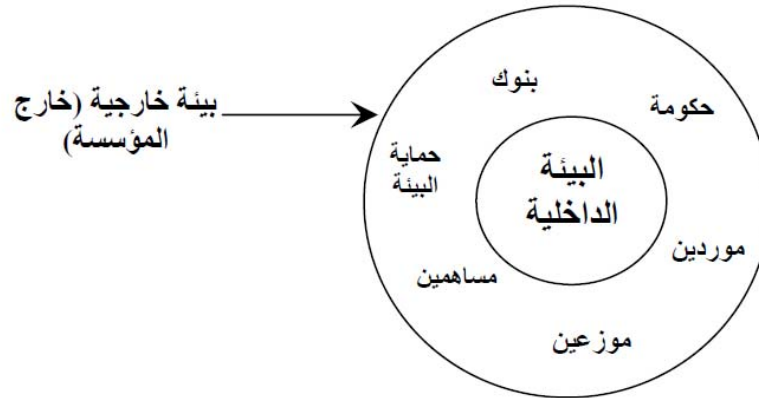 بنوك
حكومة
بيئة خارجية (خارج
المؤسسة)
حماية
البيئة
البيئة
الداخلية
موردين
مساهمين
موزعين